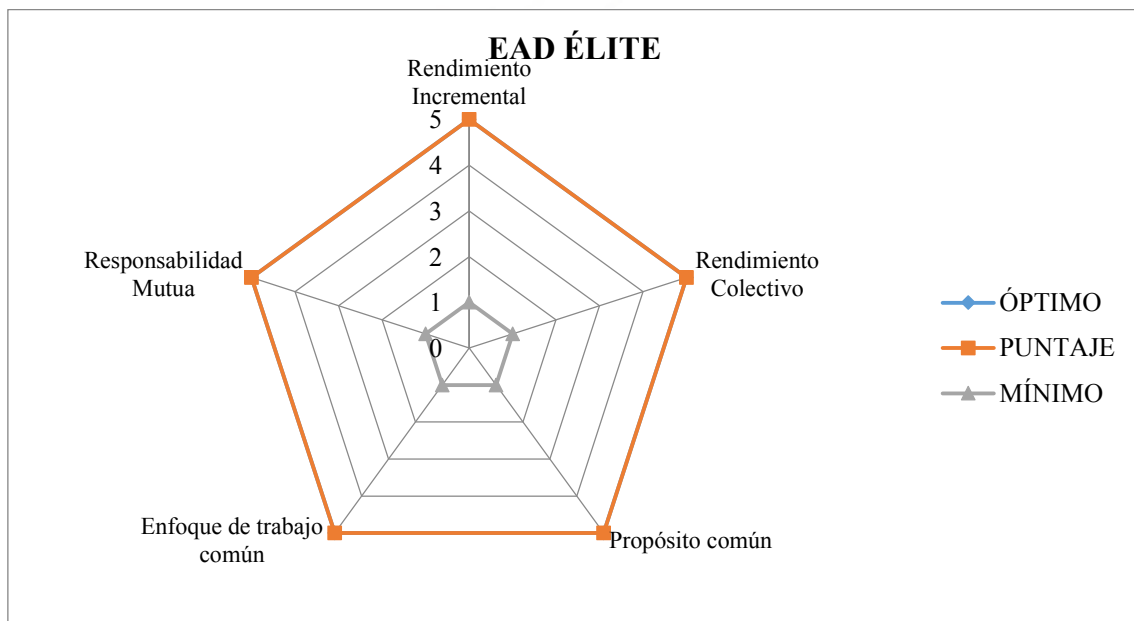 EAD ÉLITE
Rendimiento
Incremental
5
4
3
2
1
0
Rendimiento
Colectivo
Propósito común
Enfoque de trabajo
común
Responsabilidad
Mutua
ÓPTIMO
PUNTAJE
MÍNIMO